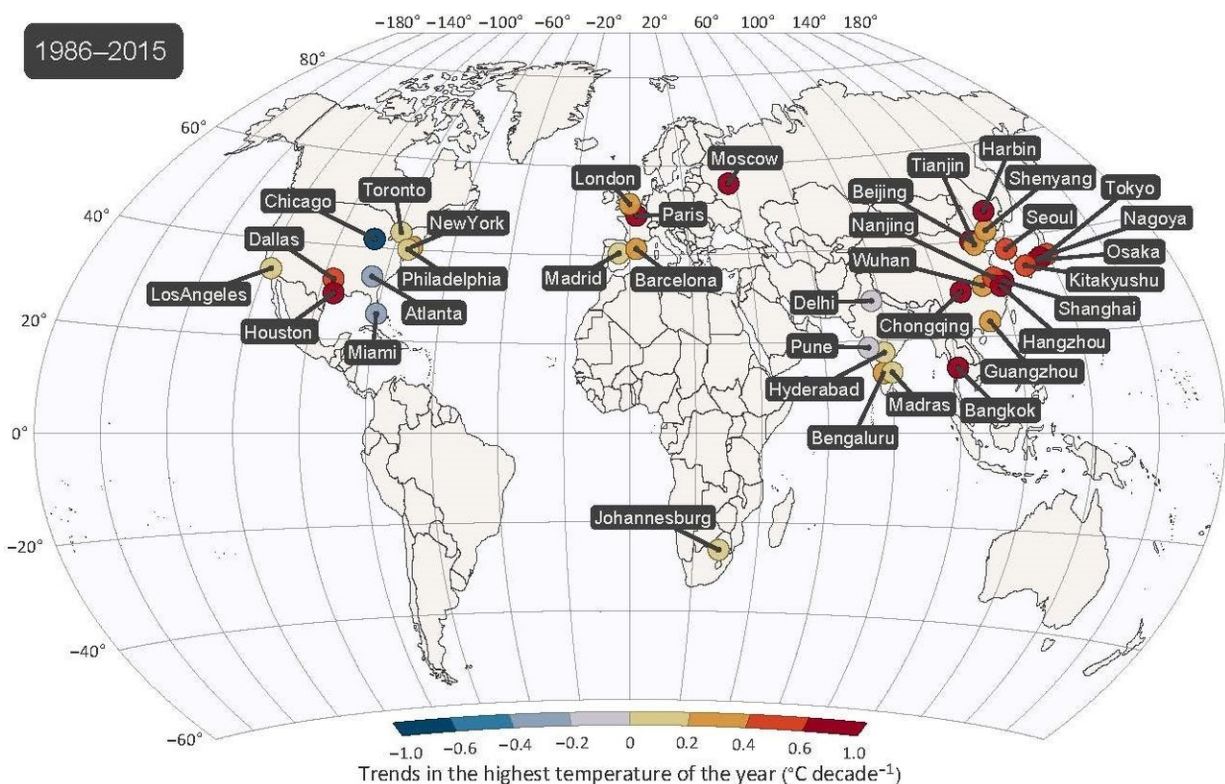 1986–2015
−180° −140° −100° −60° −20° 20° 60° 100° 140° 180°
80°
60°
40°
20°
0°
−20°
−40°
−60°
Moscow
Harbin
Tianjin
London
Shenyang
Toronto
Beijing
Tokyo
Chicago
Paris
Seoul
Nagoya
NewYork
Nanjing
Dallas
Osaka
Wuhan
Madrid
Barcelona
Philadelphia
Kitakyushu
LosAngeles
Delhi
Shanghai
Atlanta
Chongqing
Houston
Hangzhou
Pune
Miami
Guangzhou
Hyderabad
Madras
Bangkok
Bengaluru
Johannesburg
−1.0 −0.6 −0.4 −0.2 0 0.2 0.4 0.6 1.0
Trends in the highest temperature of the year (°C decade⁻¹)